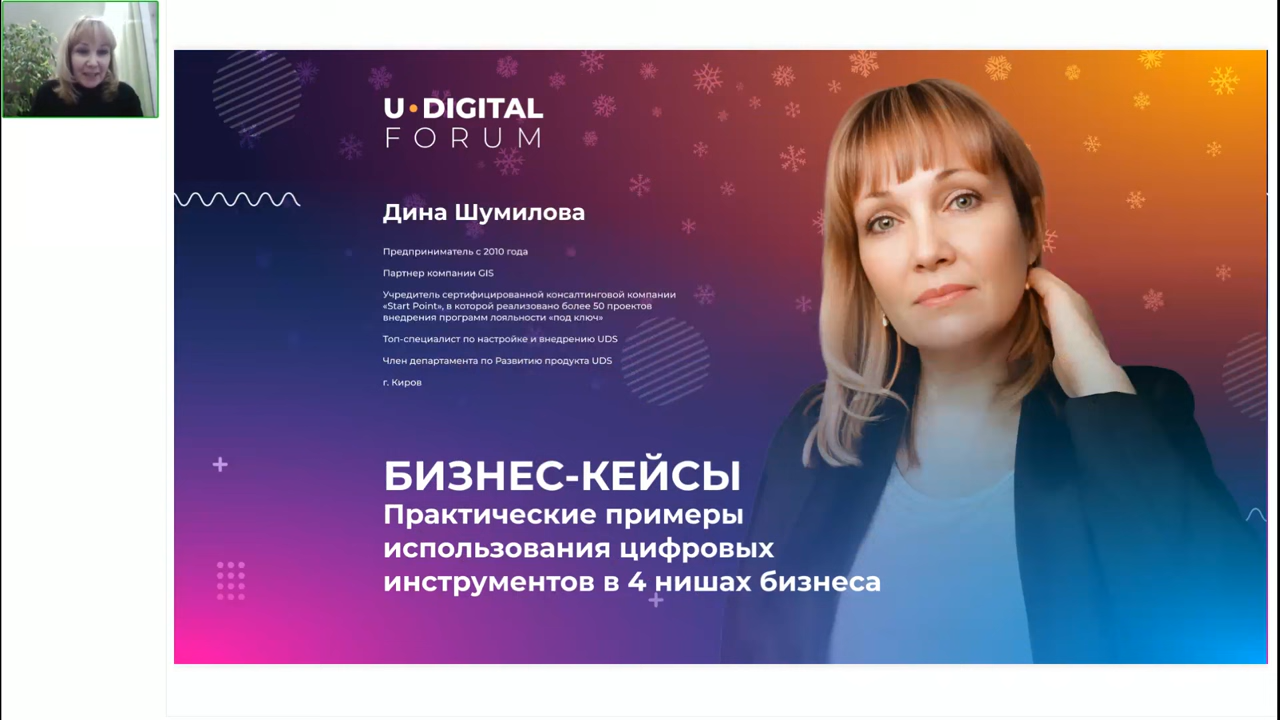 U•DIGITAL
FORUM
Дина Шумилова
Предприниматель с 2010 года
Партнер компании GIS
Учредитель сертифицированной консалтинговой компании
«Start Point», в которой реализовано более 50 проектов
внедрения программ лояльности «под ключ»
Топ-специалист по настройке и внедрению UDS
Член департамента по Развитию продукта UDS
г. Киров
БИЗНЕС-КЕЙСЫ
Практические примеры
использования цифровых
инструментов в 4 нишах бизнеса